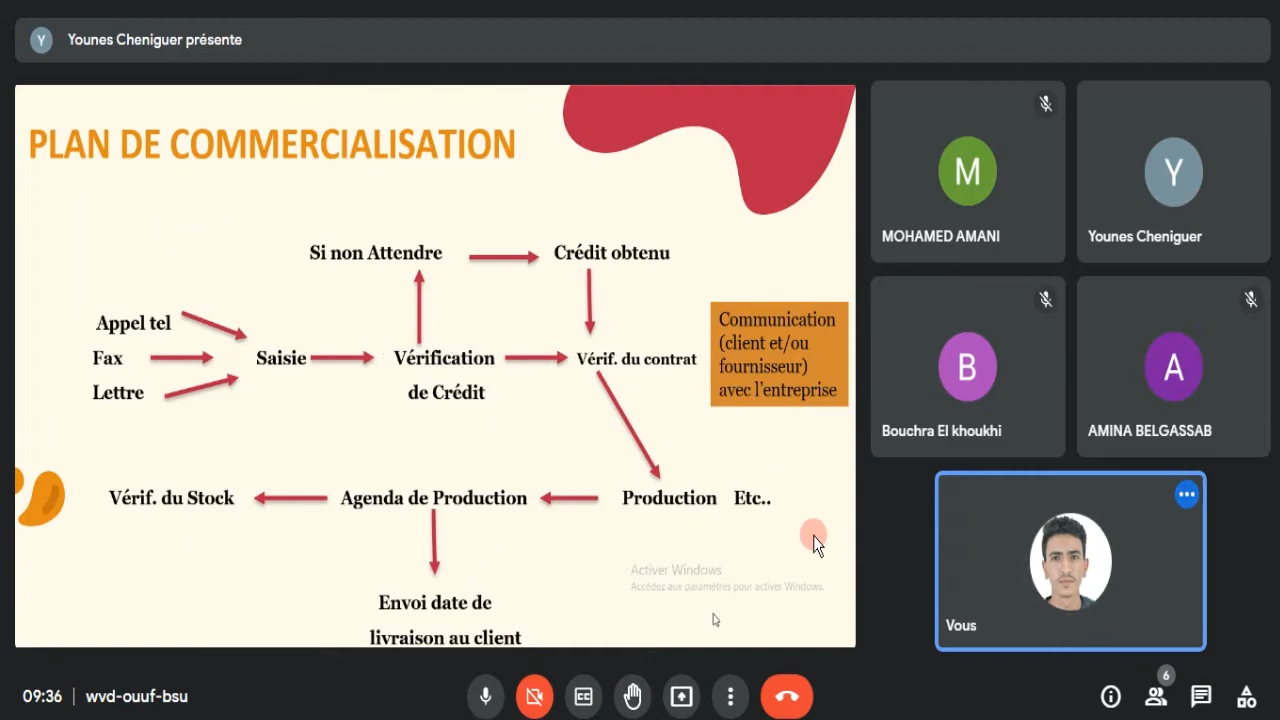 Y
Younes Cheniguer présente
PLAN DE COMMERCIALISATION
Si non Attendre
Crédit obtenu
Appel tel
Fax
Saisie
Vérification
Vérif. du contrat
Lettre
de Crédit
Communication
(client et/ou
fournisseur)
avec l'entreprise
Vérif. du Stock
Agenda de Production
Production Etc..
Activer Windows
Accédez aux paramètres pour activer Windows.
Envoi date de
livraison au client
M
MOHAMED AMANI
Y
Younes Cheniguer
B
Bouchra El khoukhi
A
AMINA BELGASSAB
Vous
09:36 | wvd-ouuf-bsu
CC
6